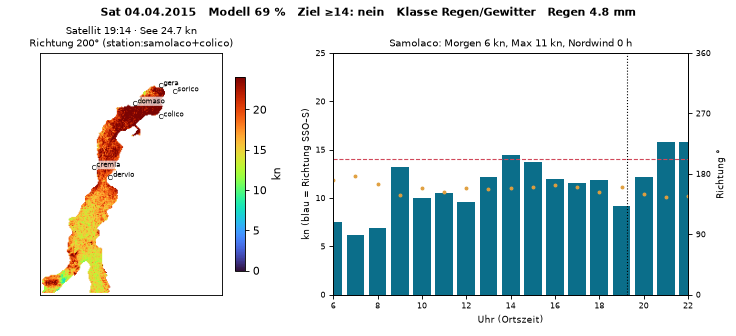 Sat 04.04.2015 Modell 69 % Ziel ≥14: nein Klasse Regen/Gewitter Regen 4.8 mm
Satellit 19:14 · See 24.7 kn
Richtung 200° (station:samolaco+colico)
gera
sorico
domaso
colico
cremia
dervio
20
15
10
5
0
kn
Samolaco: Morgen 6 kn, Max 11 kn, Nordwind 0 h
25
20
15
10
5
0
kn (blau = Richtung SSO–S)
360
270
180
90
0
Richtung °
6 8 10 12 14 16 18 20 22
Uhr (Ortszeit)